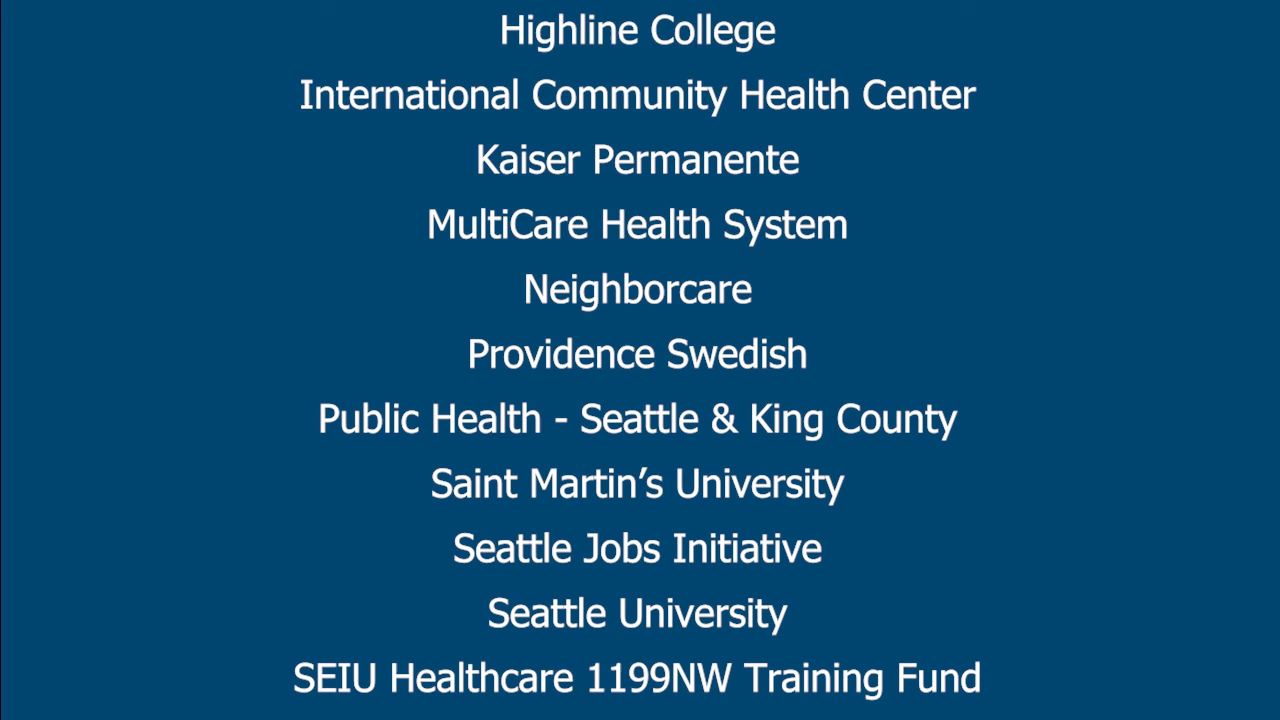 Highline College
International Community Health Center
Kaiser Permanente
MultiCare Health System
Neighborcare
Providence Swedish
Public Health - Seattle & King County
Saint Martin’s University
Seattle Jobs Initiative
Seattle University
SEIU Healthcare 1199NW Training Fund